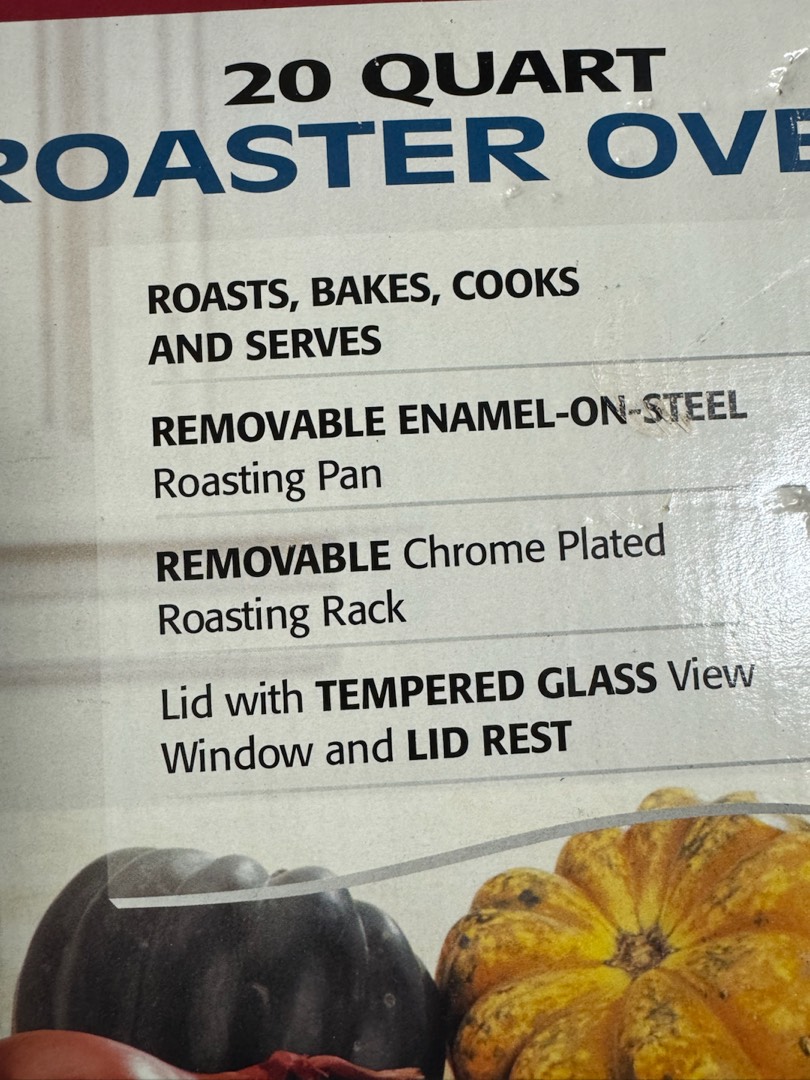 20 QUART
ROASTER OVE
ROASTS, BAKES, COOKS
AND SERVES
REMOVABLE ENAMEL-ON-STEEL
Roasting Pan
REMOVABLE Chrome Plated
Roasting Rack
Lid with TEMPERED GLASS View
Window and LID REST